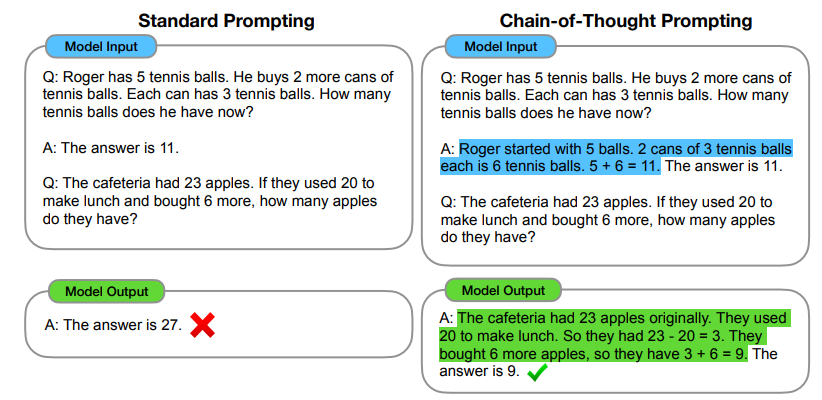 Standard Prompting
Model Input
Q: Roger has 5 tennis balls. He buys 2 more cans of
tennis balls. Each can has 3 tennis balls. How many
tennis balls does he have now?
A: The answer is 11.
Q: The cafeteria had 23 apples. If they used 20 to
make lunch and bought 6 more, how many apples
do they have?
Model Output
A: The answer is 27.
Chain-of-Thought Prompting
Model Input
Q: Roger has 5 tennis balls. He buys 2 more cans of
tennis balls. Each can has 3 tennis balls. How many
tennis balls does he have now?
A: Roger started with 5 balls. 2 cans of 3 tennis balls
each is 6 tennis balls. 5 + 6 = 11. The answer is 11.
Q: The cafeteria had 23 apples. If they used 20 to
make lunch and bought 6 more, how many apples
do they have?
Model Output
A: The cafeteria had 23 apples originally. They used
20 to make lunch. So they had 23 - 20 = 3. They
bought 6 more apples, so they have 3 + 6 = 9. The
answer is 9.